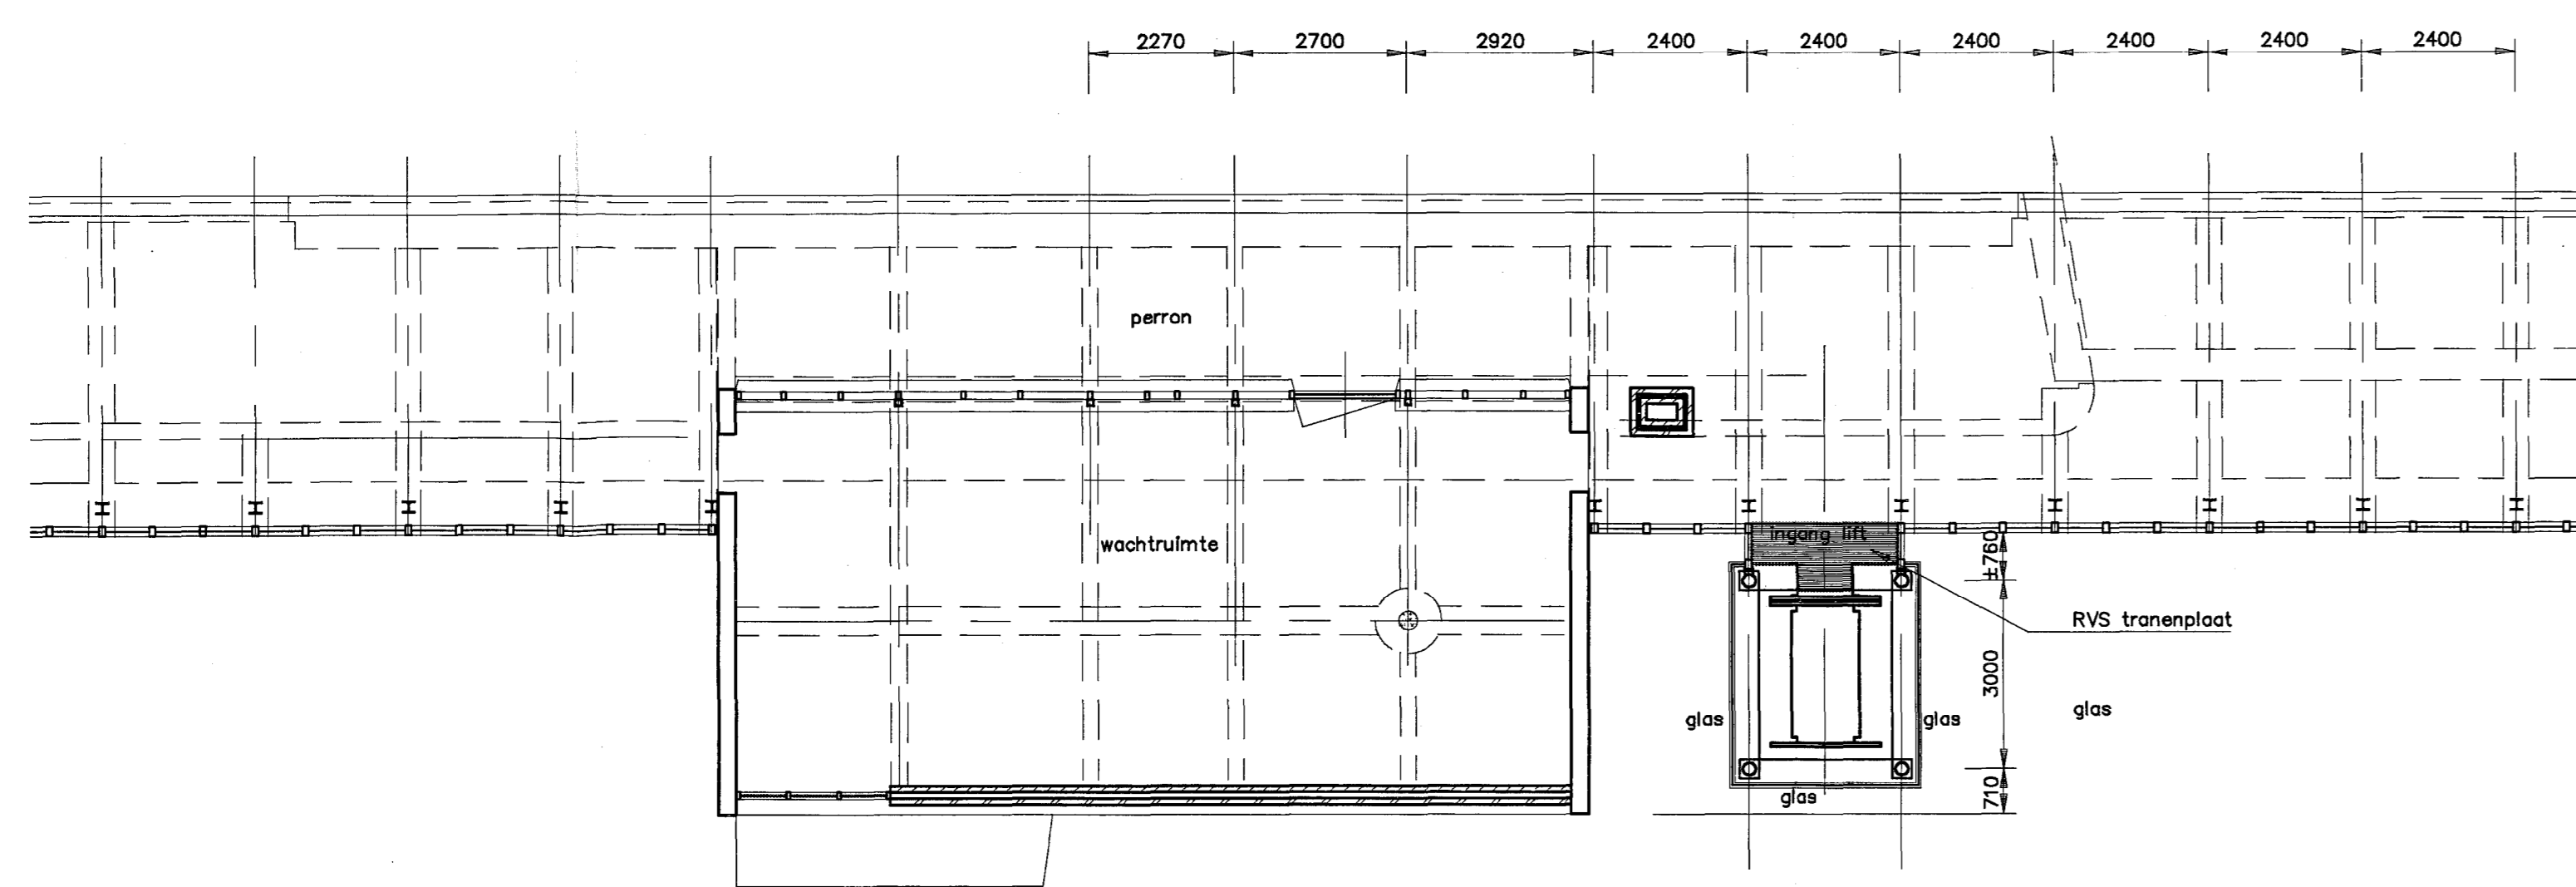 2270 2700 2920 2400 2400 2400 2400 2400 2400
perron
wachtruimte
ingang lift
±760
RVS tranenplaat
3000
glas
glas
glas
glas
710